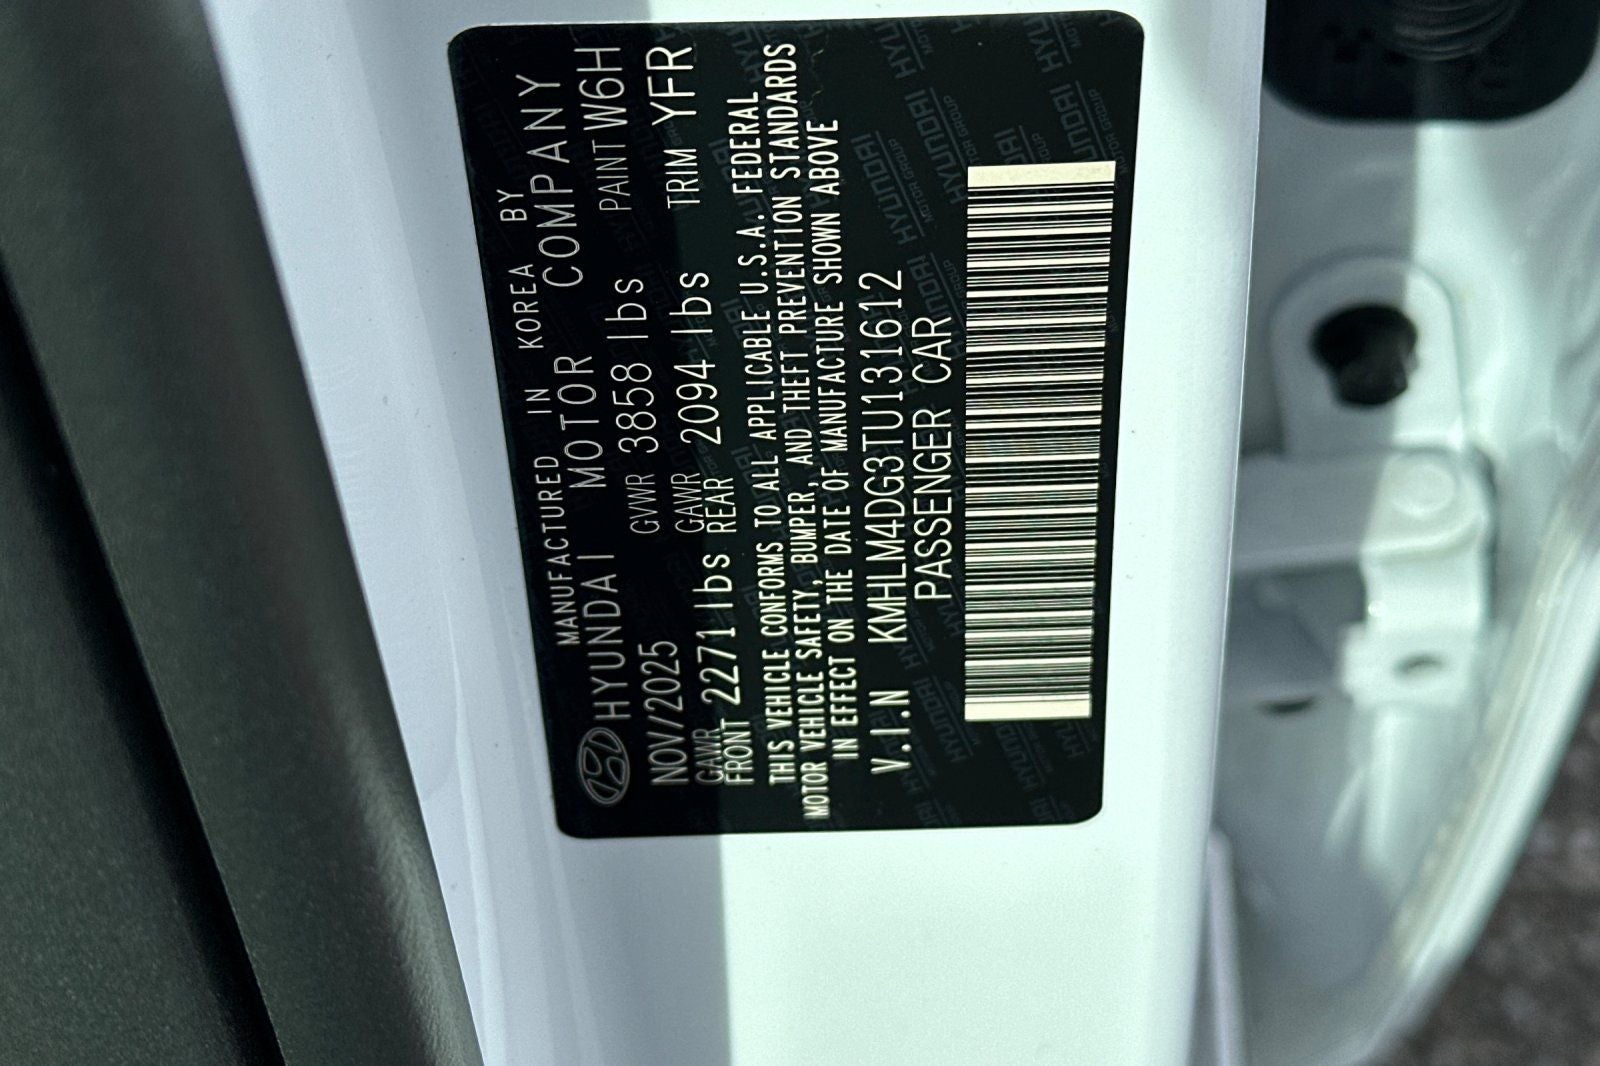 MANUFACTURED IN KOREA BY
HYUNDAI MOTOR COMPANY
NOV/2025 GVWR 3858 lbs PAINT W6H
GAWR FRONT 2271 lbs GAWR REAR 2094 lbs TRIM YFR
THIS VEHICLE CONFORMS TO ALL APPLICABLE U.S.A. FEDERAL
MOTOR VEHICLE SAFETY, BUMPER, AND THEFT PREVENTION STANDARDS
IN EFFECT ON THE DATE OF MANUFACTURE SHOWN ABOVE
V.I.N KMHLM4DG3TU131612
PASSENGER CAR